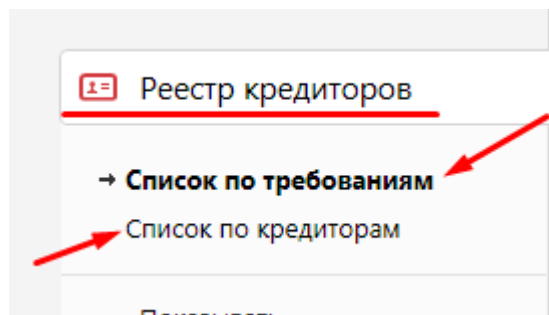 Реестр кредиторов
→ Список по требованиям
Список по кредиторам